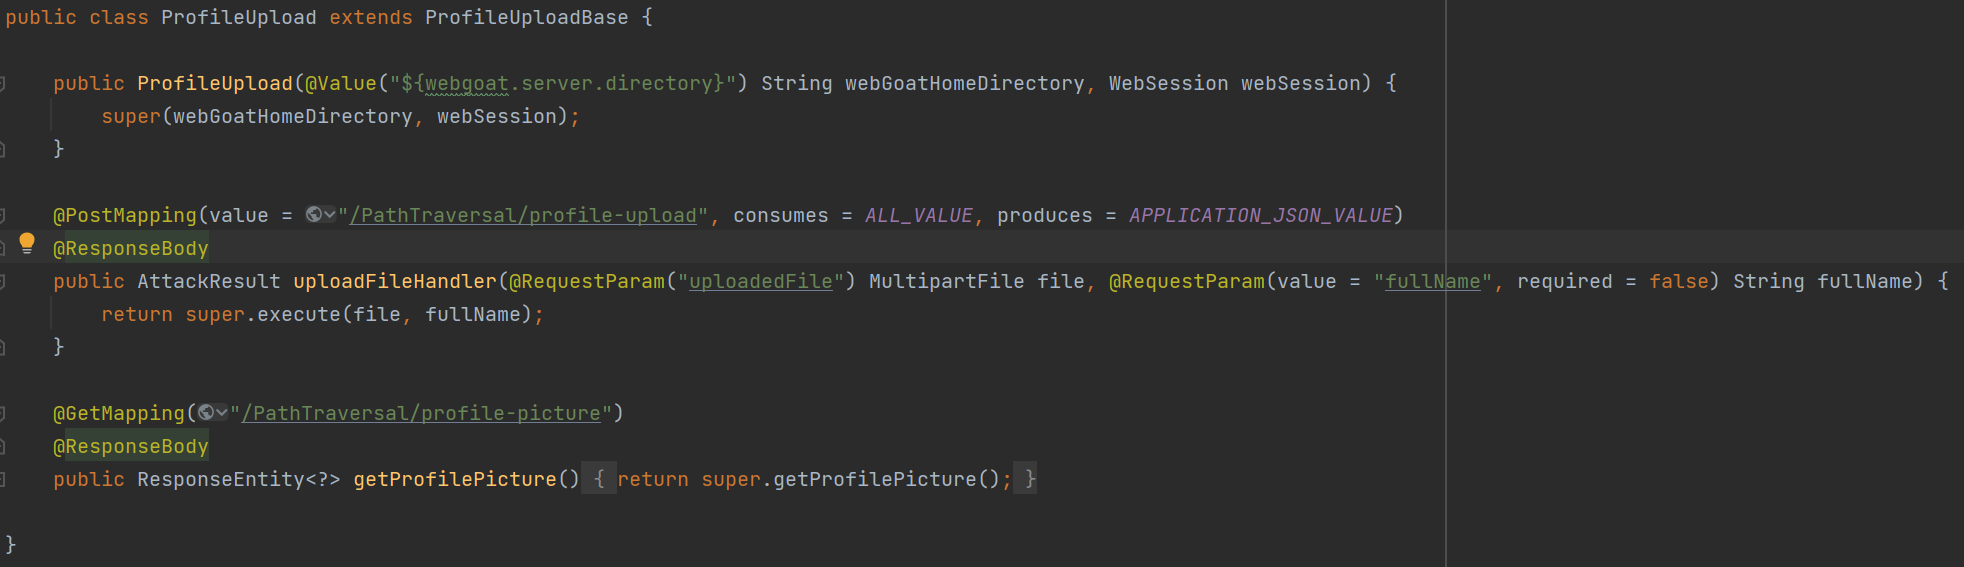 public class ProfileUpload extends ProfileUploadBase {
public ProfileUpload(@Value("${webgoat.server.directory}") String webGoatHomeDirectory, WebSession webSession) {
super(webGoatHomeDirectory, webSession);
}
@PostMapping(value = "/PathTraversal/profile-upload", consumes = ALL_VALUE, produces = APPLICATION_JSON_VALUE)
@ResponseBody
public AttackResult uploadFileHandler(@RequestParam("uploadedFile") MultipartFile file, @RequestParam(value = "fullName", required = false) String fullName) {
return super.execute(file, fullName);
}
@GetMapping("/PathTraversal/profile-picture")
@ResponseBody
public ResponseEntity<?> getProfilePicture() { return super.getProfilePicture(); }
}